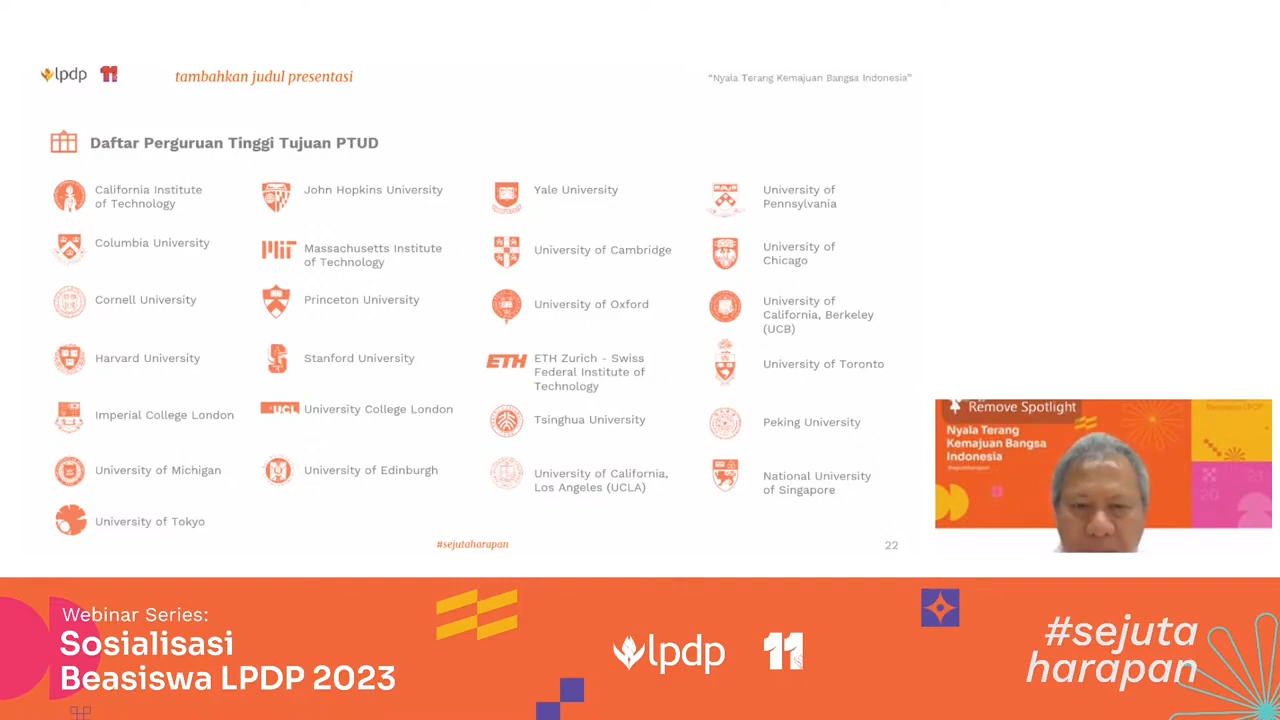 lpdp 11
tambahkan judul presentasi
“Nyala Terang Kemajuan Bangsa Indonesia”
Daftar Perguruan Tinggi Tujuan PTUD
California Institute
of Technology
John Hopkins University
Yale University
University of
Pennsylvania
Columbia University
MIT
Massachusetts Institute
of Technology
University of Cambridge
University of
Chicago
Cornell University
Princeton University
University of Oxford
University of
California, Berkeley
(UCB)
Harvard University
Stanford University
ETH
ETH Zurich - Swiss
Federal Institute of
Technology
University of Toronto
Imperial College London
UCL
University College London
Tsinghua University
Peking University
University of Michigan
University of Edinburgh
University of California,
Los Angeles (UCLA)
National University
of Singapore
University of Tokyo
#sejutaharapan
22
Remove Spotlight
Nyala Terang
Kemajuan Bangsa
Indonesia
#sejutaharapan
20
Webinar Series:
Sosialisasi
Beasiswa LPDP 2023
lpdp 11
#sejuta
harapan